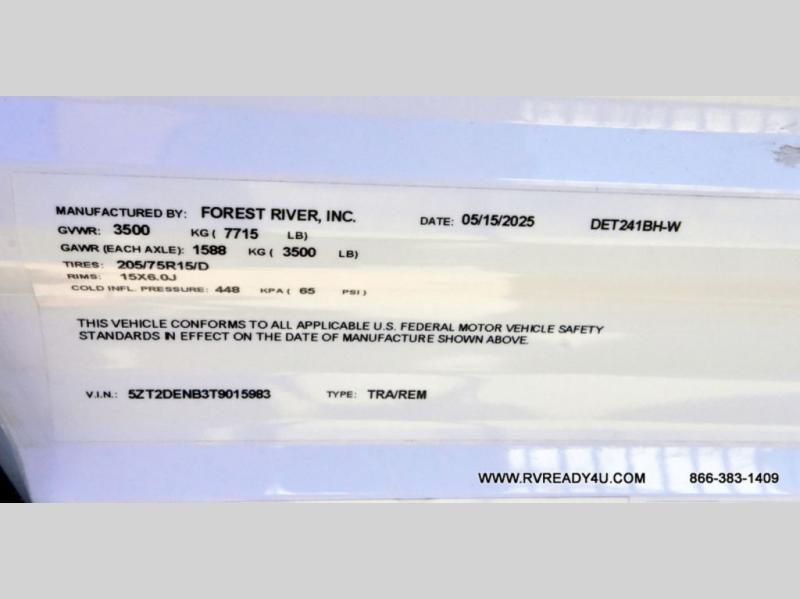 MANUFACTURED BY: FOREST RIVER, INC. DATE: 05/15/2025 DET241BH-W
GVWR: 3500 KG ( 7715 LB)
GAWR (EACH AXLE): 1588 KG ( 3500 LB)
TIRES: 205/75R15/D
RIMS: 15X6.0J
COLD INFL. PRESSURE: 448 KPA ( 65 PSI )
THIS VEHICLE CONFORMS TO ALL APPLICABLE U.S. FEDERAL MOTOR VEHICLE SAFETY
STANDARDS IN EFFECT ON THE DATE OF MANUFACTURE SHOWN ABOVE.
V.I.N.: 5ZT2DENB3T9015983 TYPE: TRA/REM
WWW.RVREADY4U.COM 866-383-1409